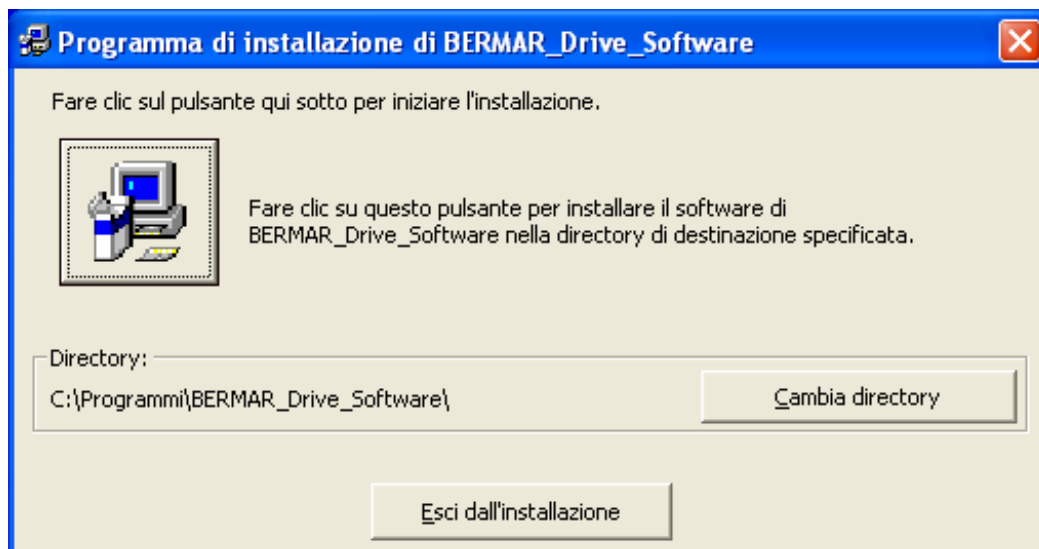 Programma di installazione di BERMAR_Drive_Software
Fare clic sul pulsante qui sotto per iniziare l'installazione.
Fare clic su questo pulsante per installare il software di
BERMAR_Drive_Software nella directory di destinazione specificata.
Directory:
C:\Programmi\BERMAR_Drive_Software\
Cambia directory
Esci dall'installazione